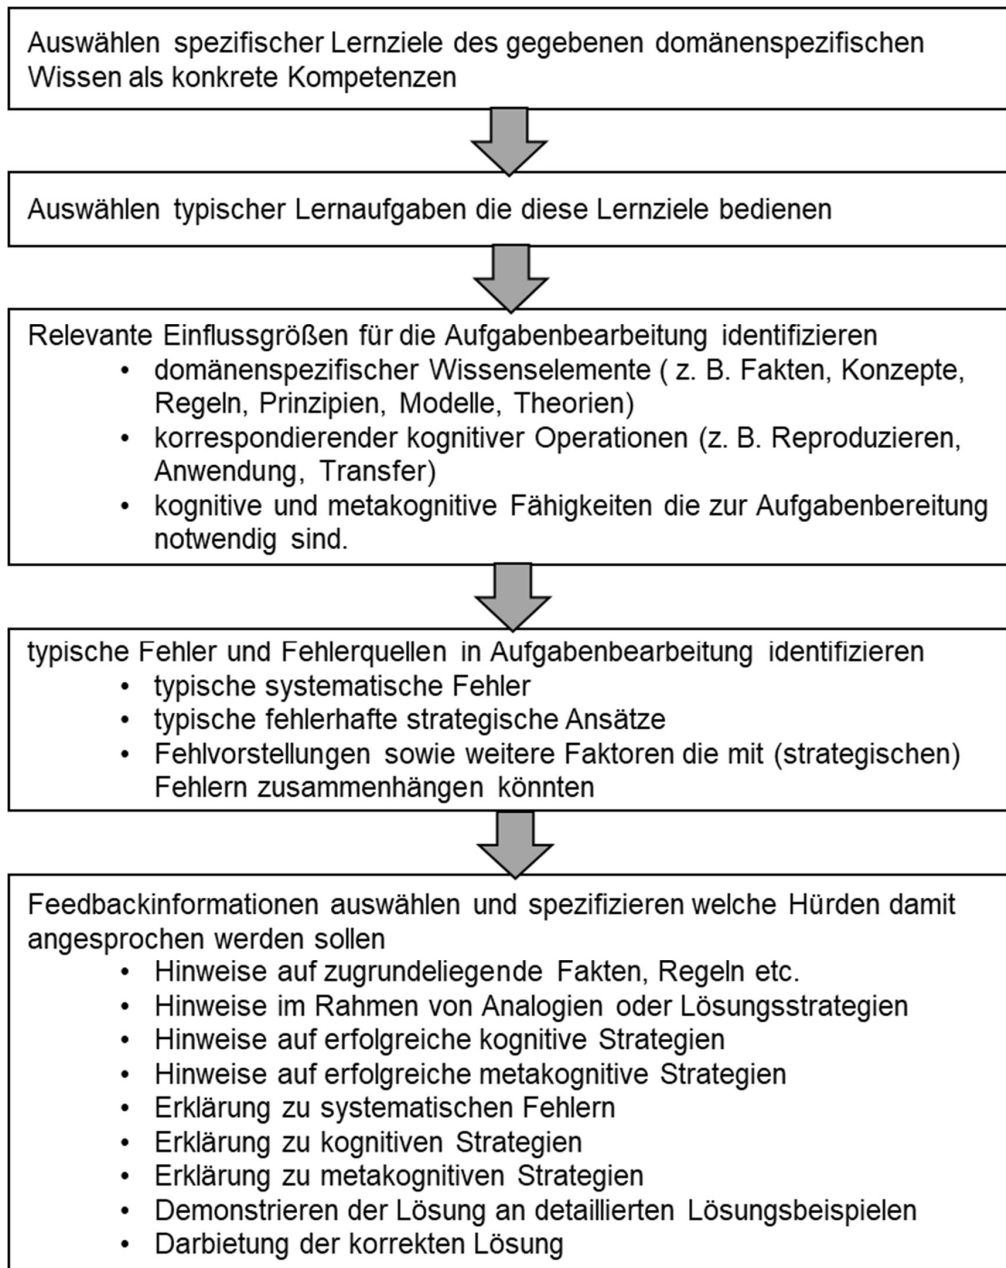 Auswählen spezifischer Lernziele des gegebenen domänenspezifischen
Wissen als konkrete Kompetenzen
Auswählen typischer Lernaufgaben die diese Lernziele bedienen
Relevante Einflussgrößen für die Aufgabenbearbeitung identifizieren
• domänenspezifischer Wissenselemente ( z. B. Fakten, Konzepte,
Regeln, Prinzipien, Modelle, Theorien)
• korrespondierender kognitiver Operationen (z. B. Reproduzieren,
Anwendung, Transfer)
• kognitive und metakognitive Fähigkeiten die zur Aufgabenbereitung
notwendig sind.
typische Fehler und Fehlerquellen in Aufgabenbearbeitung identifizieren
• typische systematische Fehler
• typische fehlerhafte strategische Ansätze
• Fehlvorstellungen sowie weitere Faktoren die mit (strategischen)
Fehlern zusammenhängen könnten
Feedbackinformationen auswählen und spezifizieren welche Hürden damit
angesprochen werden sollen
• Hinweise auf zugrundeliegende Fakten, Regeln etc.
• Hinweise im Rahmen von Analogien oder Lösungsstrategien
• Hinweise auf erfolgreiche kognitive Strategien
• Hinweise auf erfolgreiche metakognitive Strategien
• Erklärung zu systematischen Fehlern
• Erklärung zu kognitiven Strategien
• Erklärung zu metakognitiven Strategien
• Demonstrieren der Lösung an detaillierten Lösungsbeispielen
• Darbietung der korrekten Lösung